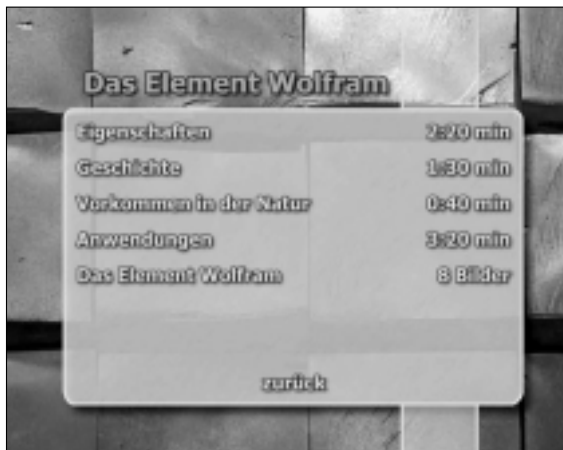 Das Element Wolfram
Eigenschaften 2:20 min
Geschichte 1:30 min
Vorkommen in der Natur 0:40 min
Anwendungen 3:20 min
Das Element Wolfram 8 Bilder
zurück